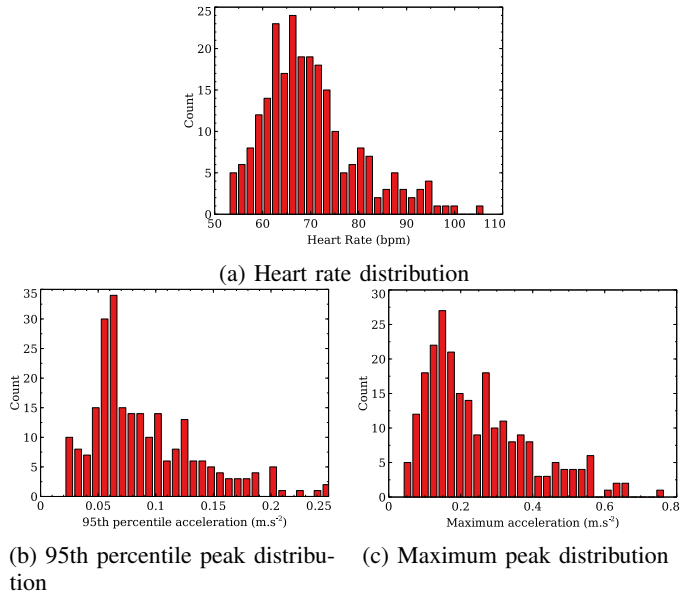 25
20
15
10
5
0
Count
50 60 70 80 90 100 110
Heart Rate (bpm)
(a) Heart rate distribution
35
30
25
20
15
10
5
0
Count
0 0.05 0.1 0.15 0.2 0.25
95th percentile acceleration (m.s⁻²)
(b) 95th percentile peak distribu-
tion
30
25
20
15
10
5
0
Count
0 0.2 0.4 0.6 0.8
Maximum acceleration (m.s⁻²)
(c) Maximum peak distribution